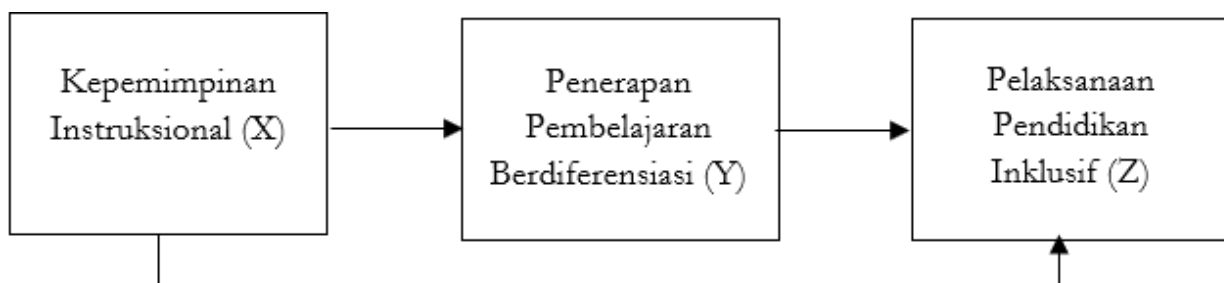 Kepemimpinan
Instruksional (X)
Penerapan
Pembelajaran
Berdiferensiasi (Y)
Pelaksanaan
Pendidikan
Inklusif (Z)